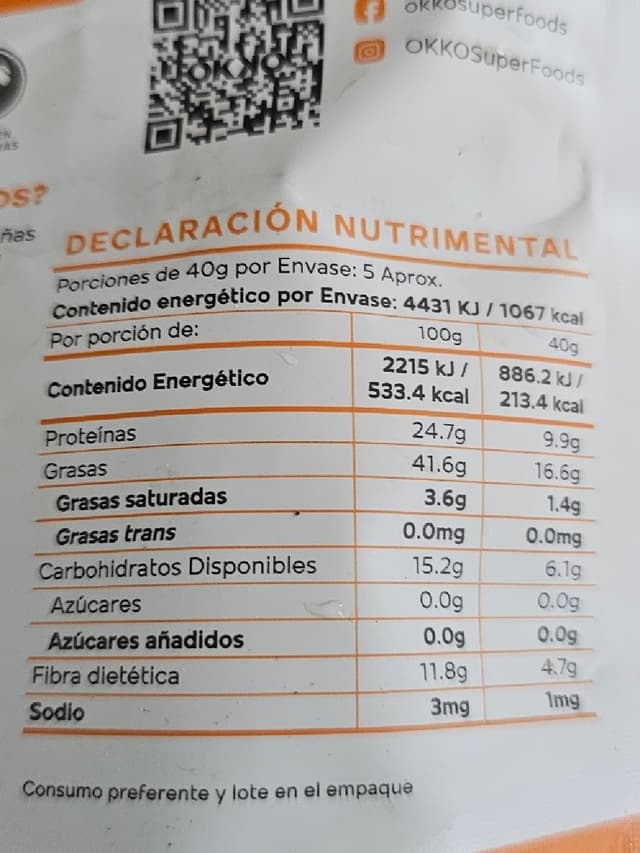 OKKOSuperfoods
OKKOSuperFoods
OKKO
OS?
ñas
DECLARACIÓN NUTRIMENTAL
Porciones de 40g por Envase: 5 Aprox.
Contenido energético por Envase: 4431 KJ / 1067 kcal
Por porción de: 100g 40g
Contenido Energético 2215 kJ / 533.4 kcal 886.2 kJ / 213.4 kcal
Proteínas 24.7g 9.9g
Grasas 41.6g 16.6g
Grasas saturadas 3.6g 1.4g
Grasas trans 0.0mg 0.0mg
Carbohidratos Disponibles 15.2g 6.1g
Azúcares 0.0g 0.0g
Azúcares añadidos 0.0g 0.0g
Fibra dietética 11.8g 4.7g
Sodio 3mg 1mg
Consumo preferente y lote en el empaque